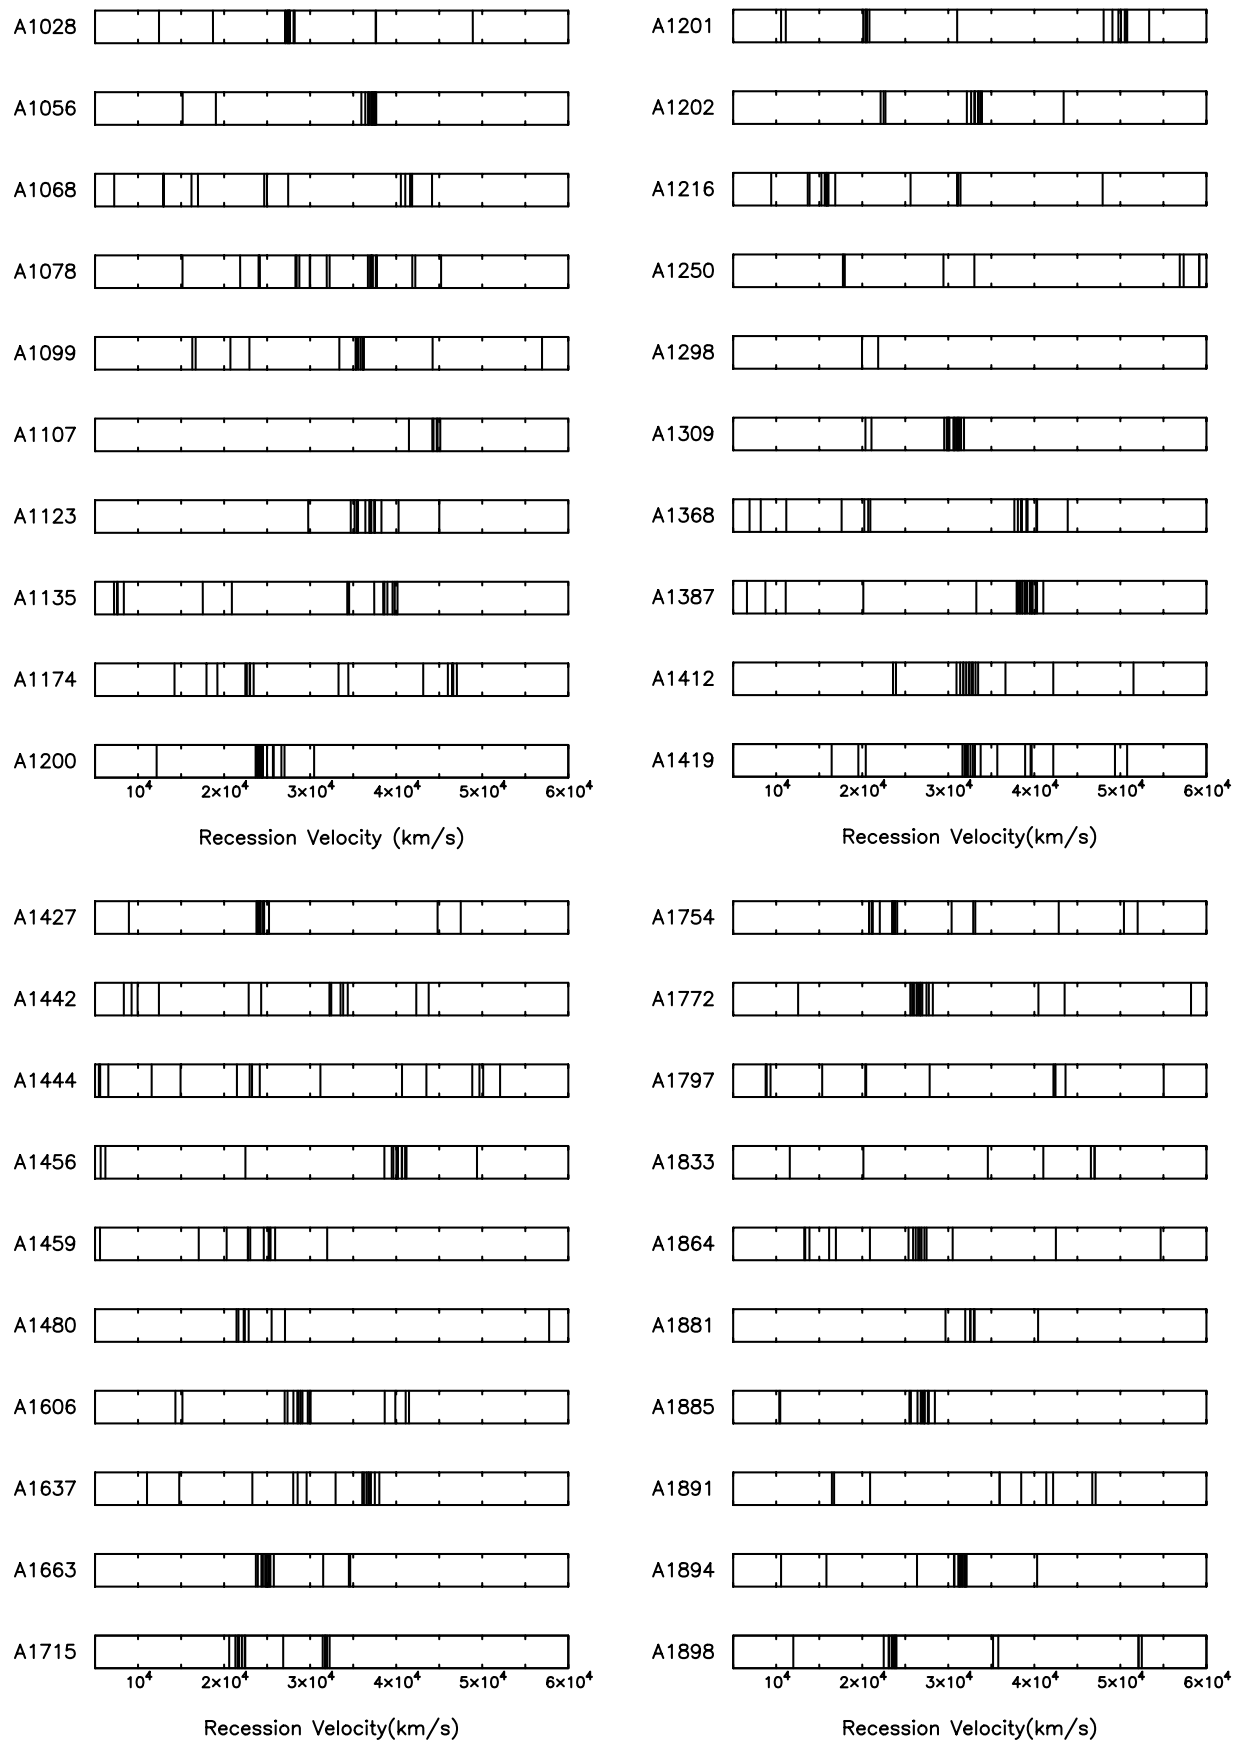 A1028
A1056
A1068
A1078
A1099
A1107
A1123
A1135
A1174
A1200
10⁴ 2×10⁴ 3×10⁴ 4×10⁴ 5×10⁴ 6×10⁴
Recession Velocity (km/s)
A1201
A1202
A1216
A1250
A1298
A1309
A1368
A1387
A1412
A1419
10⁴ 2×10⁴ 3×10⁴ 4×10⁴ 5×10⁴ 6×10⁴
Recession Velocity(km/s)
A1427
A1442
A1444
A1456
A1459
A1480
A1606
A1637
A1663
A1715
10⁴ 2×10⁴ 3×10⁴ 4×10⁴ 5×10⁴ 6×10⁴
Recession Velocity(km/s)
A1754
A1772
A1797
A1833
A1864
A1881
A1885
A1891
A1894
A1898
10⁴ 2×10⁴ 3×10⁴ 4×10⁴ 5×10⁴ 6×10⁴
Recession Velocity(km/s)